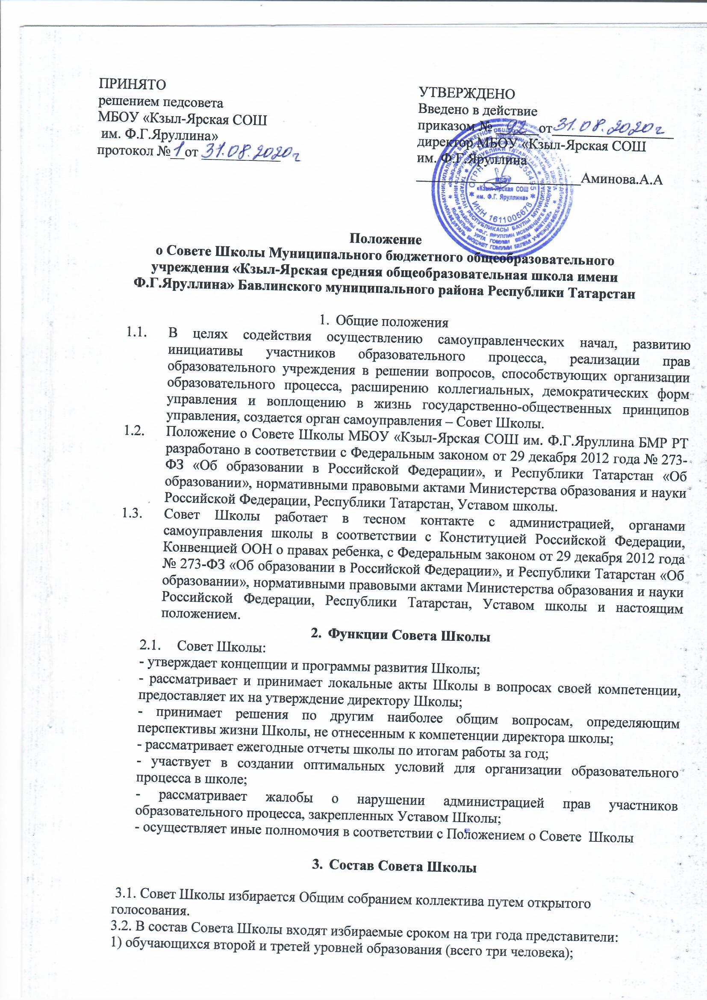 ПРИНЯТО
решением педсовета
МБОУ «Кзыл-Ярская СОШ
им. Ф.Г.Яруллина»
протокол № 1 от 31.08.2020г
УТВЕРЖДЕНО
Введено в действие
приказом № 92 от 31.08.2020г
директор МБОУ «Кзыл-Ярская СОШ
им. Ф.Г.Яруллина
Аминова.А.А
МБОУ
«Кзыл-Ярская СОШ
им. Ф.Г. Яруллина»
ИНН 1611005678
Положение
о Совете Школы Муниципального бюджетного общеобразовательного
учреждения «Кзыл-Ярская средняя общеобразовательная школа имени
Ф.Г.Яруллина» Бавлинского муниципального района Республики Татарстан
1. Общие положения
1.1. В целях содействия осуществлению самоуправленческих начал, развитию
инициативы участников образовательного процесса, реализации прав
образовательного учреждения в решении вопросов, способствующих организации
образовательного процесса, расширению коллегиальных, демократических форм
управления и воплощению в жизнь государственно-общественных принципов
управления, создается орган самоуправления – Совет Школы.
1.2. Положение о Совете Школы МБОУ «Кзыл-Ярская СОШ им. Ф.Г.Яруллина БМР РТ
разработано в соответствии с Федеральным законом от 29 декабря 2012 года № 273-
ФЗ «Об образовании в Российской Федерации», и Республики Татарстан «Об
образовании», нормативными правовыми актами Министерства образования и науки
Российской Федерации, Республики Татарстан, Уставом школы.
1.3. Совет Школы работает в тесном контакте с администрацией, органами
самоуправления школы в соответствии с Конституцией Российской Федерации,
Конвенцией ООН о правах ребенка, с Федеральным законом от 29 декабря 2012 года
№ 273-ФЗ «Об образовании в Российской Федерации», и Республики Татарстан «Об
образовании», нормативными правовыми актами Министерства образования и науки
Российской Федерации, Республики Татарстан, Уставом школы и настоящим
положением.
2. Функции Совета Школы
2.1. Совет Школы:
- утверждает концепции и программы развития Школы;
- рассматривает и принимает локальные акты Школы в вопросах своей компетенции,
предоставляет их на утверждение директору Школы;
- принимает решения по другим наиболее общим вопросам, определяющим
перспективы жизни Школы, не отнесенным к компетенции директора школы;
- рассматривает ежегодные отчеты школы по итогам работы за год;
- участвует в создании оптимальных условий для организации образовательного
процесса в школе;
- рассматривает жалобы о нарушении администрацией прав участников
образовательного процесса, закрепленных Уставом Школы;
- осуществляет иные полномочия в соответствии с Положением о Совете Школы
3. Состав Совета Школы
3.1. Совет Школы избирается Общим собранием коллектива путем открытого
голосования.
3.2. В состав Совета Школы входят избираемые сроком на три года представители:
1) обучающихся второй и третей уровней образования (всего три человека);